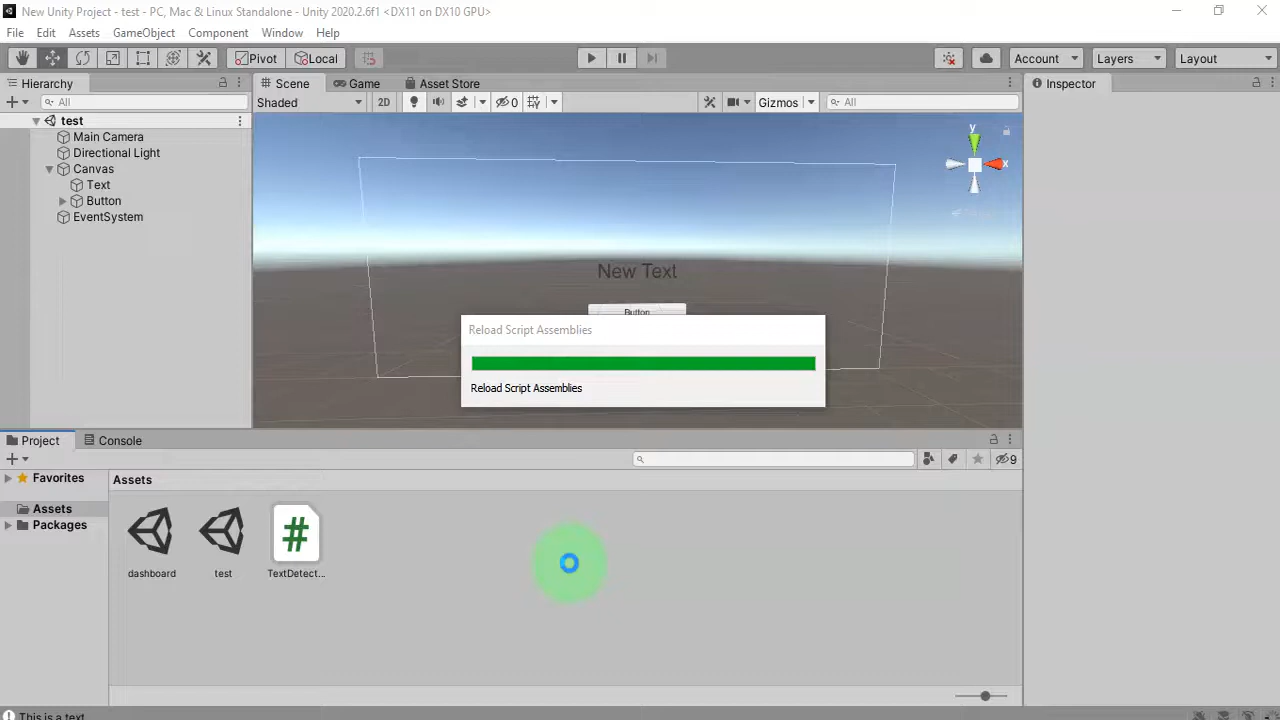 New Unity Project - test - PC, Mac & Linux Standalone - Unity 2020.2.6f1 <DX11 on DX10 GPU>
File Edit Assets GameObject Component Window Help
Pivot Local Account Layers Layout
Hierarchy Scene Game Asset Store Inspector
All Shaded 2D 0 Gizmos All
test
Main Camera
Directional Light
Canvas
Text
Button
EventSystem
y
x
New Text
Button
Reload Script Assemblies
Reload Script Assemblies
Project Console
9
Favorites
Assets
Packages
Assets
dashboard test TextDetect...
This is a text